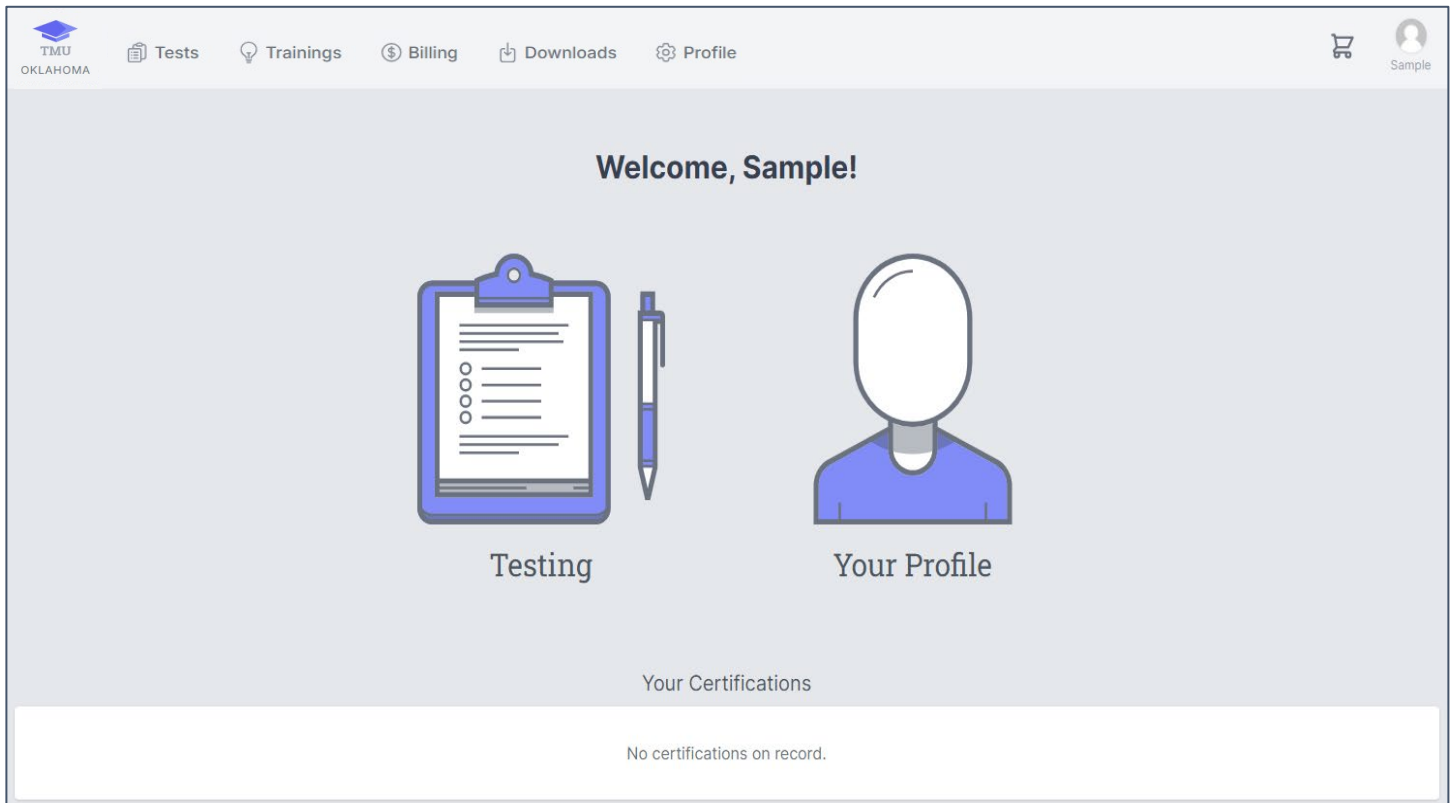 TMU
OKLAHOMA
Tests
Trainings
Billing
Downloads
Profile
Sample
Welcome, Sample!
Testing
Your Profile
Your Certifications
No certifications on record.